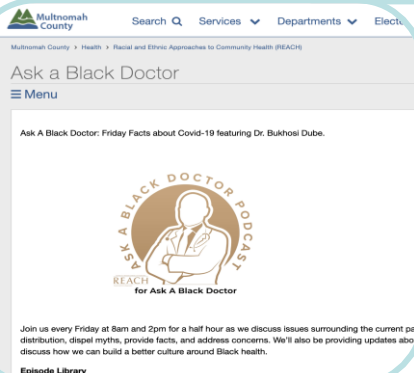 Multnomah
County
Search Services Departments
Multnomah County > Health > Racial and Ethnic Approaches to Community Health (REACH)
Ask a Black Doctor
Menu
Ask A Black Doctor: Friday Facts about Covid-19 featuring Dr. Bukhosi Dube.
ASK A BLACK DOCTOR PODCAST
REACH
for Ask A Black Doctor
Join us every Friday at 8am and 2pm for a half hour as we discuss issues surrounding the current
distribution, dispel myths, provide facts, and address concerns. We'll also be providing updates
discuss how we can build a better culture around Black health.
Episode Library